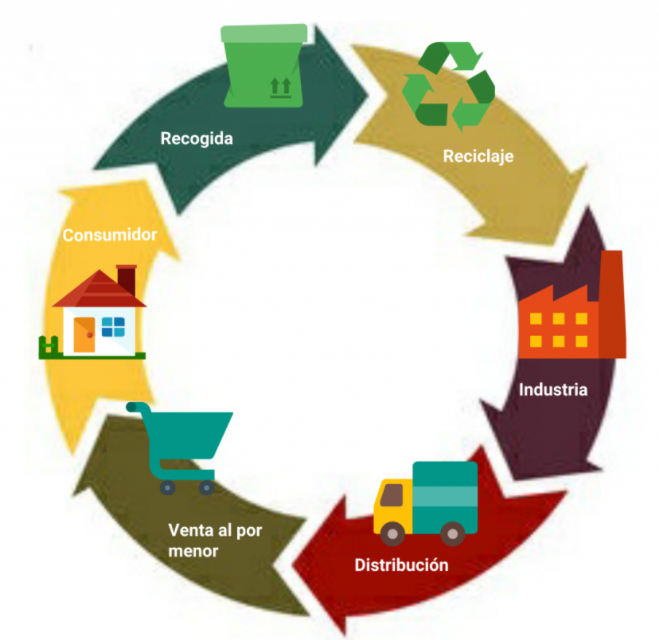 Recogida
Reciclaje
Consumidor
Industria
Venta al por
menor
Distribución